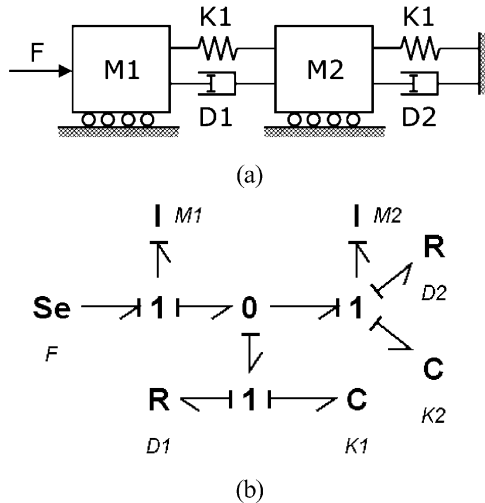 K1 K1
F M1 M2
D1 D2
(a)
I M1 I M2
R
D2
Se 1 0 1
F
C
K2
R 1 C
D1 K1
(b)